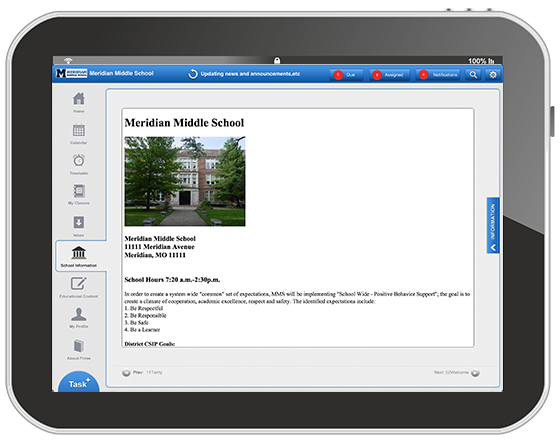 100%
MERIDIAN
Meridian Middle School
Updating news and announcements,etc
Due
Assigned
Notifications
Home
Calendar
Timetable
My Classes
Inbox
School Information
Educational Content
My Profile
Task+
Meridian Middle School
Meridian Middle School
11111 Meridian Avenue
Meridian, MO 11111
School Hours 7:20 a.m.-2:30p.m.
In order to create a system wide "common" set of expectations, MMS will be implementing "School Wide - Positive Behavior Support"; the goal is to
create a climate of cooperation, academic excellence, respect and safety. The identified expectations include:
1. Be Respectful
2. Be Responsible
3. Be Safe
4. Be a Learner
District CSIP Goals:
INFORMATION
Prev: